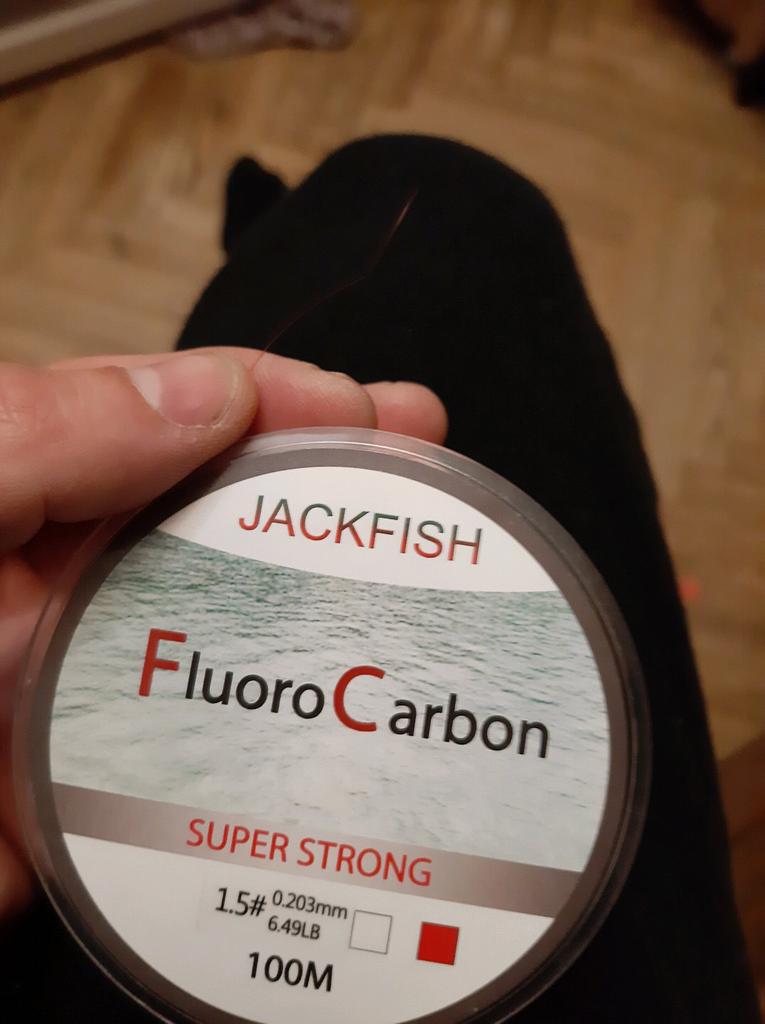 JACKFISH
FluoroCarbon
SUPER STRONG
1.5# 0.203mm
6.49LB
100M